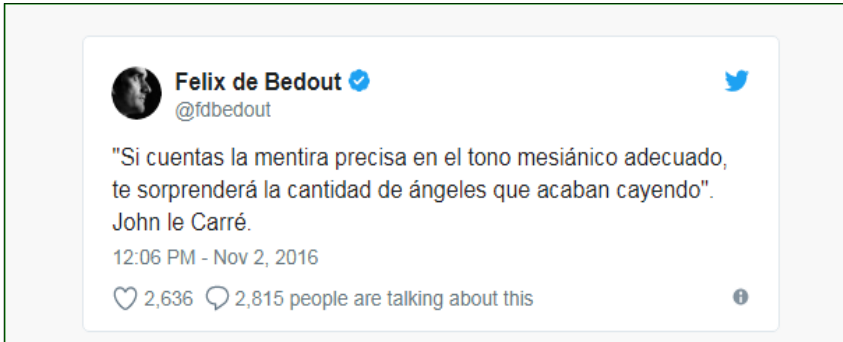 Felix de Bedout
@fdbedout
"Si cuentas la mentira precisa en el tono mesiánico adecuado,
te sorprenderá la cantidad de ángeles que acaban cayendo".
John le Carré.
12:06 PM - Nov 2, 2016
2,636 2,815 people are talking about this